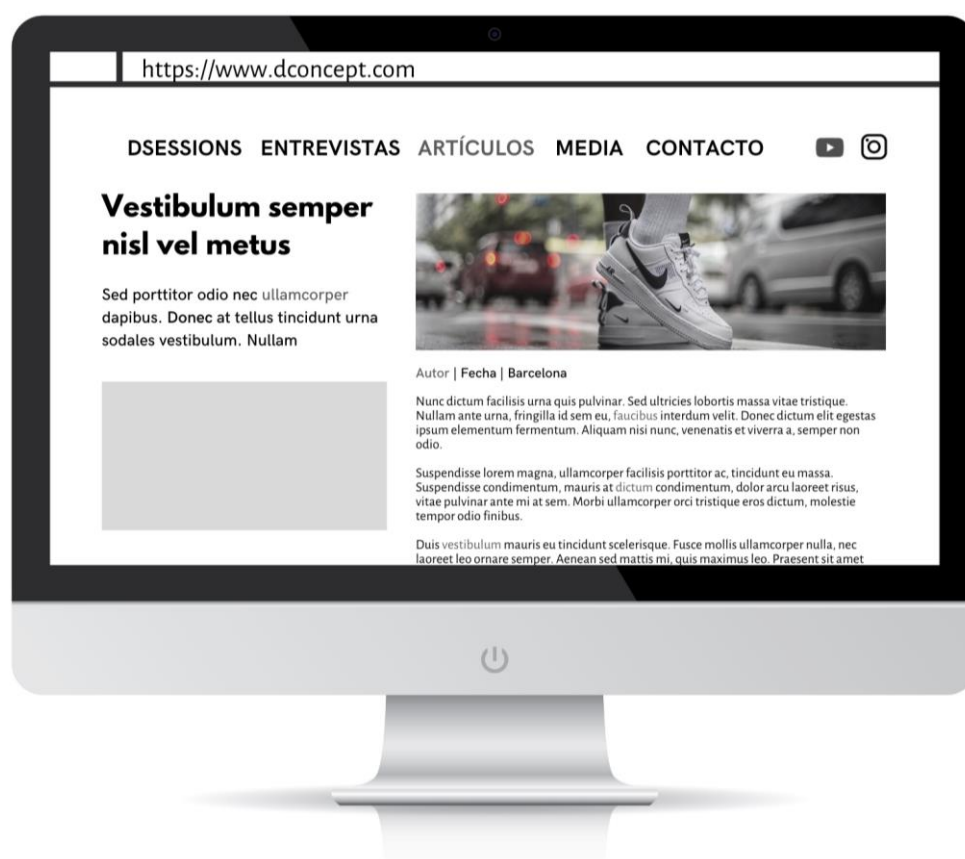 https://www.dconcept.com
DSESSIONS ENTREVISTAS ARTÍCULOS MEDIA CONTACTO
Vestibulum semper
nisl vel metus
Sed porttitor odio nec ullamcorper
dapibus. Donec at tellus tincidunt urna
sodales vestibulum. Nullam
Autor | Fecha | Barcelona
Nunc dictum facilisis urna quis pulvinar. Sed ultricies lobortis massa vitae tristique.
Nullam ante urna, fringilla id sem eu, faucibus interdum velit. Donec dictum elit egestas
ipsum elementum fermentum. Aliquam nisi nunc, venenatis et viverra a, semper non
odio.
Suspendisse lorem magna, ullamcorper facilisis porttitor ac, tincidunt eu massa.
Suspendisse condimentum, mauris at dictum condimentum, dolor arcu laoreet risus,
vitae pulvinar ante mi at sem. Morbi ullamcorper orci tristique eros dictum, molestie
tempor odio finibus.
Duis vestibulum mauris eu tincidunt scelerisque. Fusce mollis ullamcorper nulla, nec
laoreet leo ornare semper. Aenean sed mattis mi, quis maximus leo. Praesent sit amet